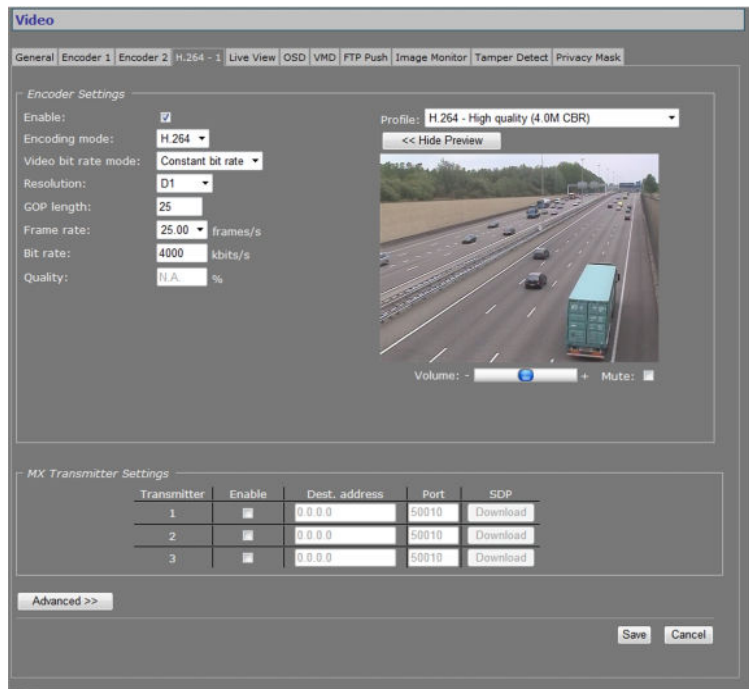 Video
General Encoder 1 Encoder 2 H.264 - 1 Live View OSD VMD FTP Push Image Monitor Tamper Detect Privacy Mask
Encoder Settings
Enable:
Profile: H.264 - High quality (4.0M CBR)
Encoding mode: H.264
<< Hide Preview
Video bit rate mode: Constant bit rate
Resolution: D1
GOP length: 25
Frame rate: 25.00 frames/s
Bit rate: 4000 kbits/s
Quality: N.A. %
Volume: - + Mute:
MX Transmitter Settings
Transmitter Enable Dest. address Port SDP
1 0.0.0.0 50010 Download
2 0.0.0.0 50010 Download
3 0.0.0.0 50010 Download
Advanced >>
Save Cancel